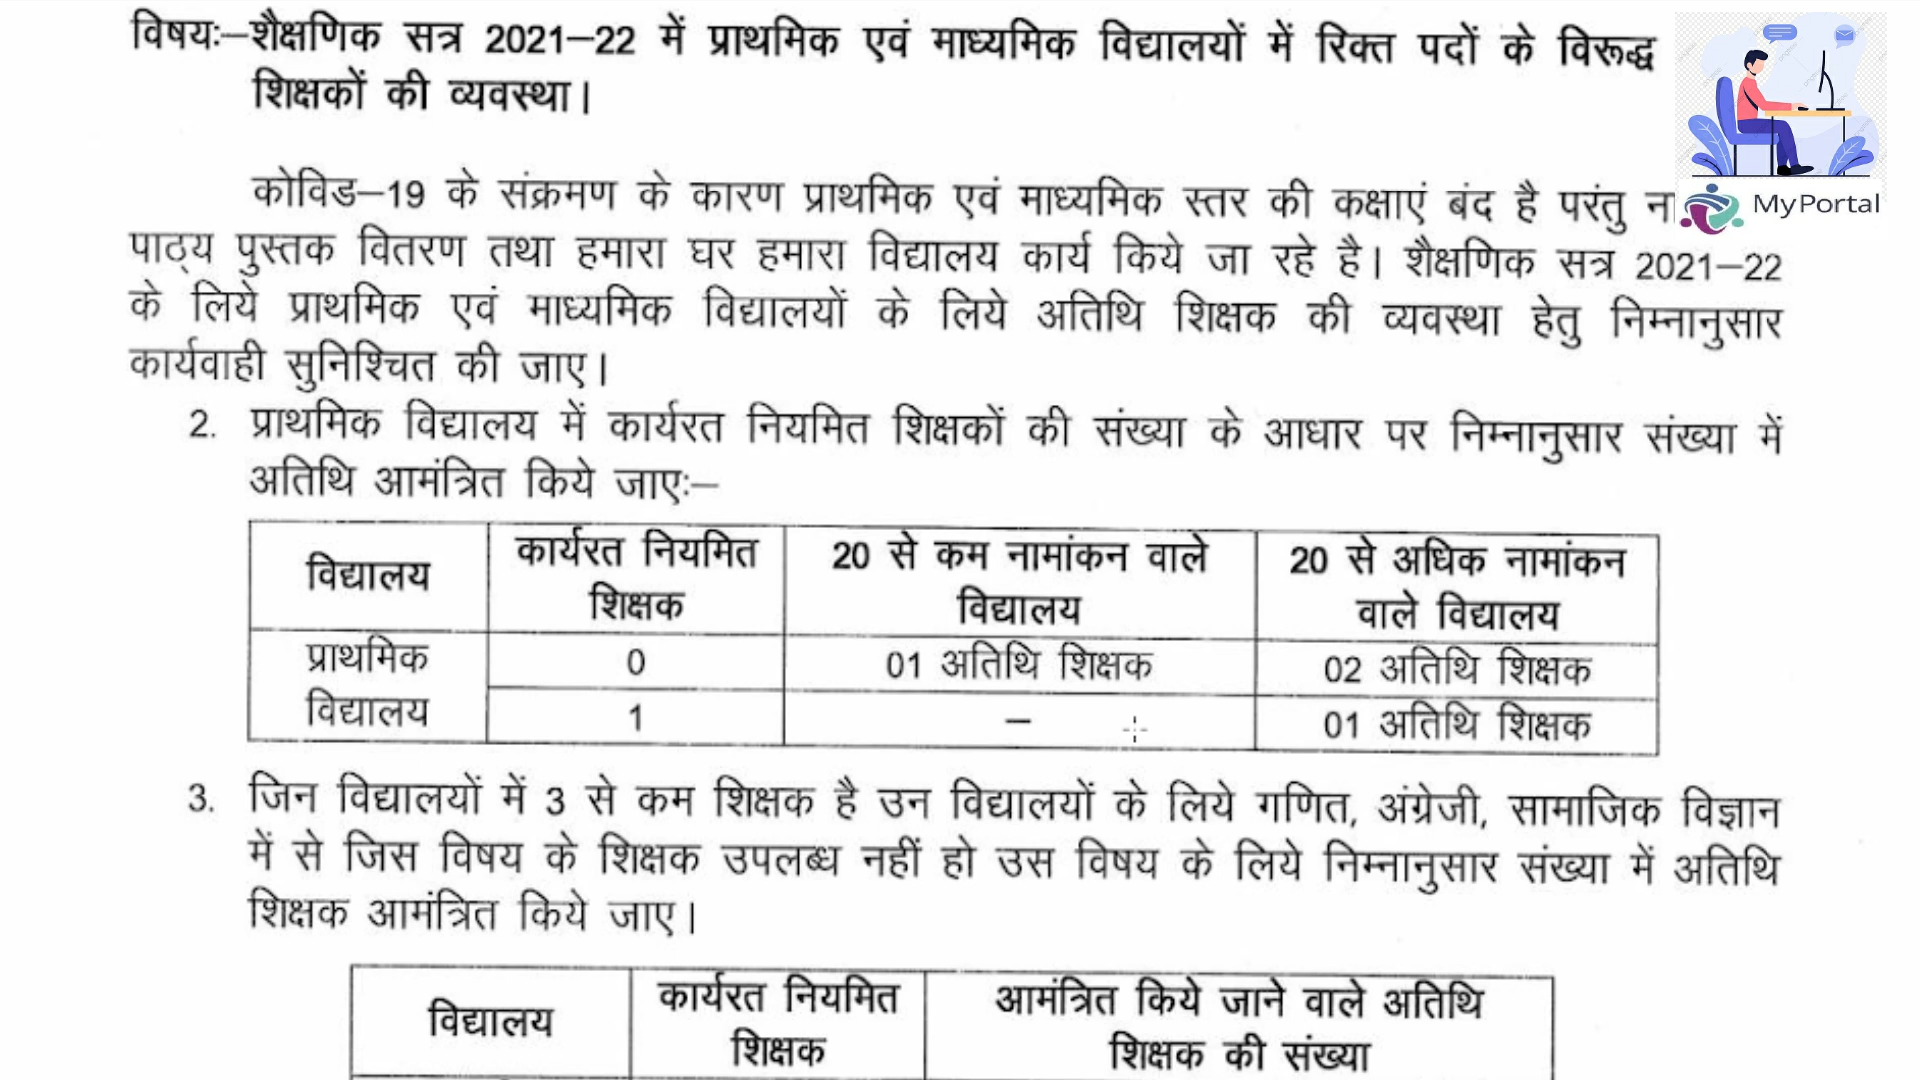 विषयः–शैक्षणिक सत्र 2021–22 में प्राथमिक एवं माध्यमिक विद्यालयों में रिक्त पदों के विरूद्ध
शिक्षकों की व्यवस्था।
कोविड–19 के संक्रमण के कारण प्राथमिक एवं माध्यमिक स्तर की कक्षाएं बंद है परंतु
MyPortal
पाठ्य पुस्तक वितरण तथा हमारा घर हमारा विद्यालय कार्य किये जा रहे है। शैक्षणिक सत्र 2021–22
के लिये प्राथमिक एवं माध्यमिक विद्यालयों के लिये अतिथि शिक्षक की व्यवस्था हेतु निम्नानुसार
कार्यवाही सुनिश्चित की जाए।
2. प्राथमिक विद्यालय में कार्यरत नियमित शिक्षकों की संख्या के आधार पर निम्नानुसार संख्या में
अतिथि आमंत्रित किये जाएः–
विद्यालय
कार्यरत नियमित
शिक्षक
20 से कम नामांकन वाले
विद्यालय
20 से अधिक नामांकन
वाले विद्यालय
प्राथमिक
विद्यालय
0
01 अतिथि शिक्षक
02 अतिथि शिक्षक
1
–
01 अतिथि शिक्षक
3. जिन विद्यालयों में 3 से कम शिक्षक है उन विद्यालयों के लिये गणित, अंग्रेजी, सामाजिक विज्ञान
में से जिस विषय के शिक्षक उपलब्ध नहीं हो उस विषय के लिये निम्नानुसार संख्या में अतिथि
शिक्षक आमंत्रित किये जाए।
विद्यालय
कार्यरत नियमित
शिक्षक
आमंत्रित किये जाने वाले अतिथि
शिक्षक की संख्या